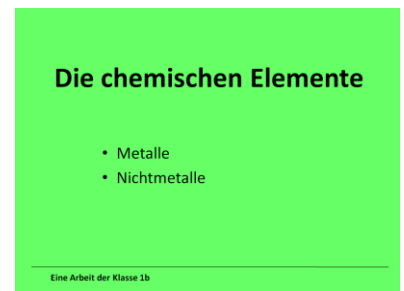 Die chemischen Elemente
• Metalle
• Nichtmetalle
Eine Arbeit der Klasse 1b